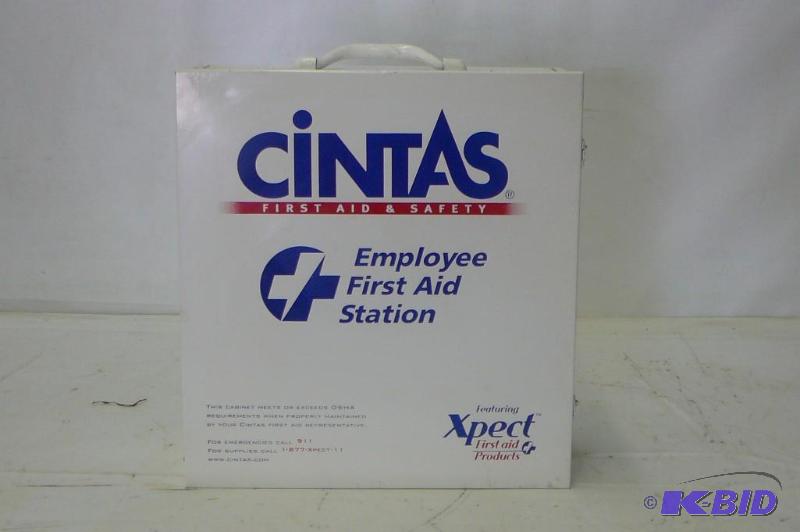 CiNTAS®
FIRST AID & SAFETY
Employee
First Aid
Station
THIS CABINET MEETS OR EXCEEDS OSHA
REQUIREMENTS WHEN PROPERLY MAINTAINED
BY YOUR CINTAS FIRST AID REPRESENTATIVE.
FOR EMERGENCIES CALL 911
FOR SUPPLIES CALL 1-877-XPECT-11
WWW.CINTAS.COM
Featuring
Xpect™
First aid
Products
© K-BID